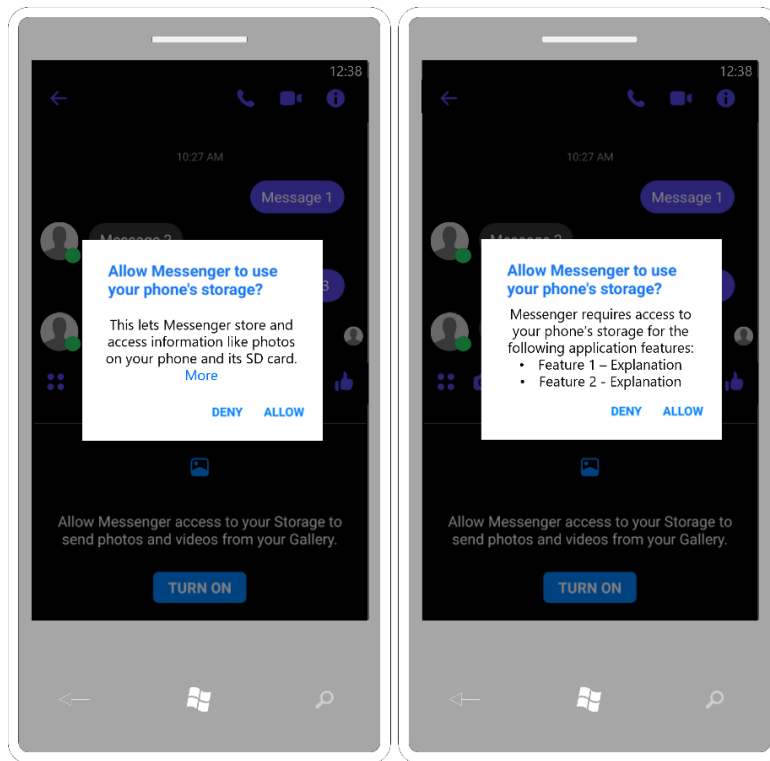 12:38
10:27 AM
Message 1
Message 2
3
Allow Messenger to use
your phone's storage?
This lets Messenger store and
access information like photos
on your phone and its SD card.
More
DENY ALLOW
Allow Messenger access to your Storage to
send photos and videos from your Gallery.
TURN ON
12:38
10:27 AM
Message 1
Message 2
Allow Messenger to use
your phone's storage?
Messenger requires access to
your phone's storage for the
following application features:
• Feature 1 – Explanation
• Feature 2 - Explanation
DENY ALLOW
Allow Messenger access to your Storage to
send photos and videos from your Gallery.
TURN ON